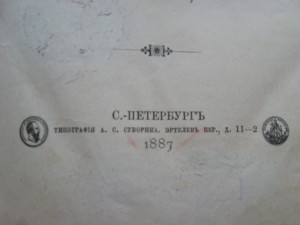 С.-ПЕТЕРБУРГЪ
ТИПОГРАФІЯ А. С. СУВОРИНА. ЭРТЕЛЕВЪ ПЕР., Д. 11—2
1887